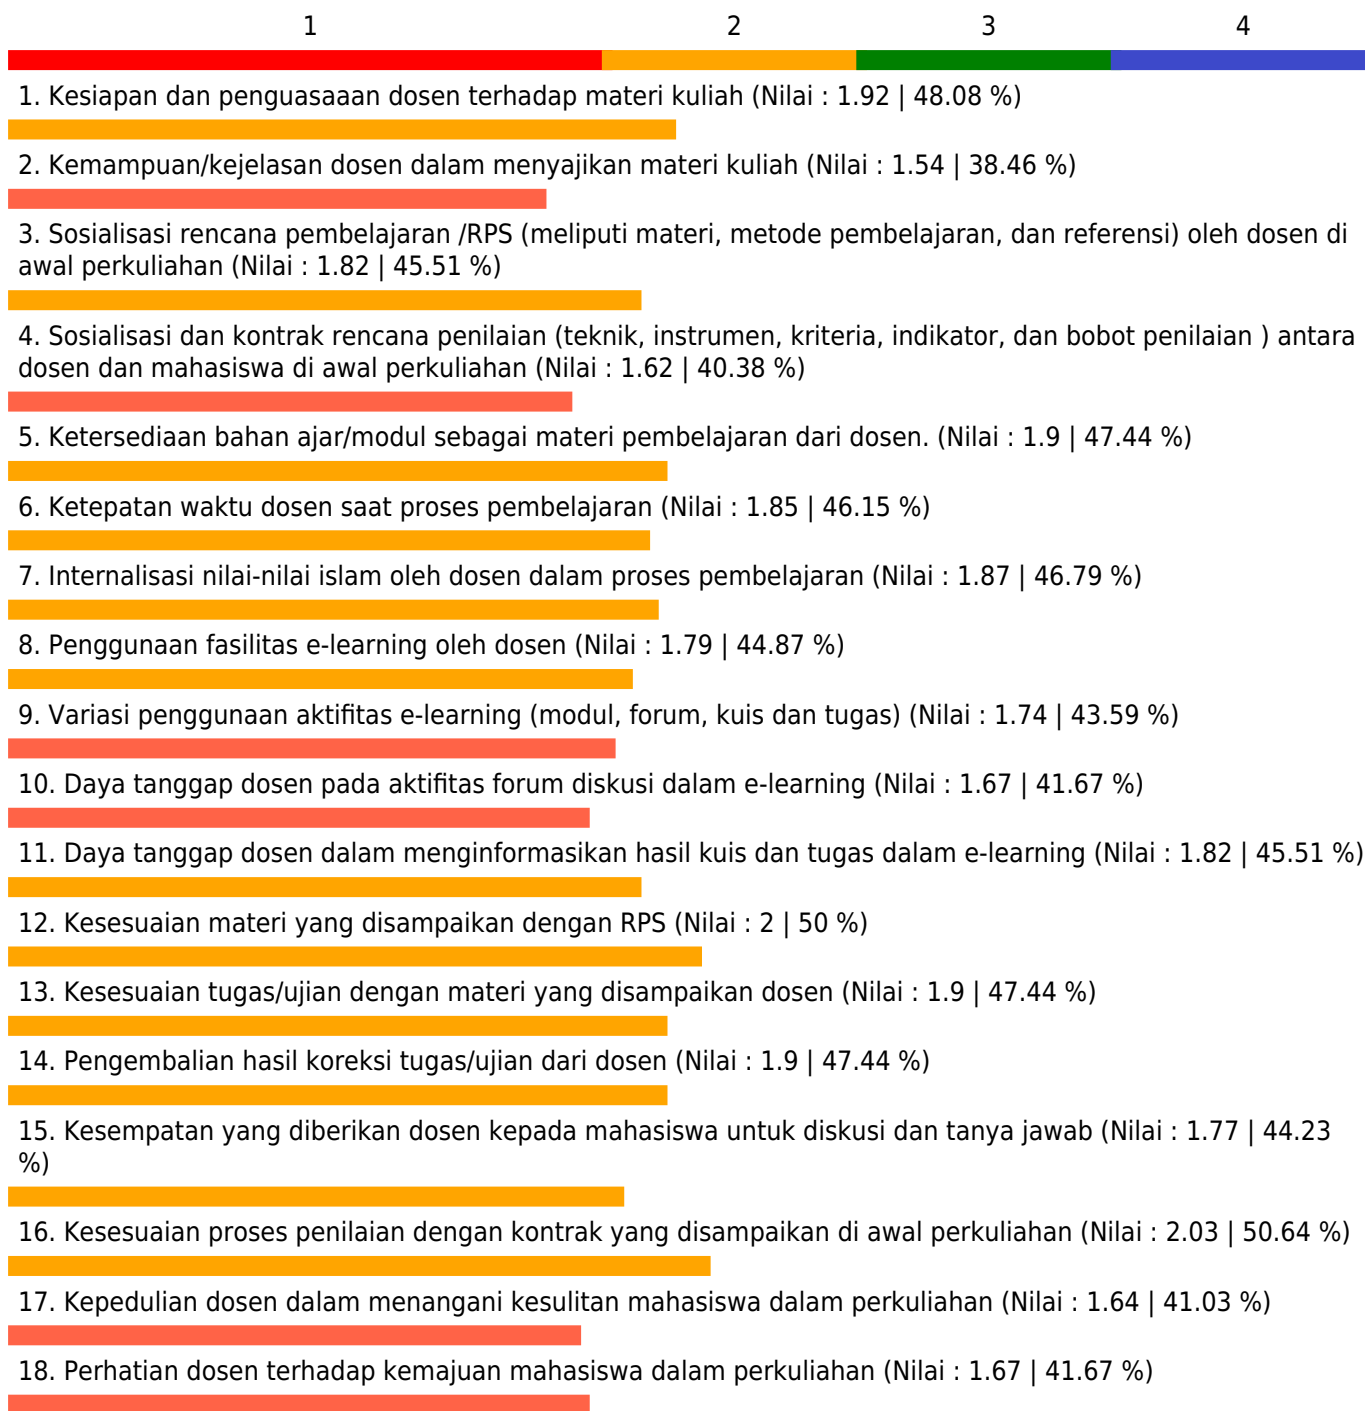 1 2 3 4
1. Kesiapan dan penguasaaan dosen terhadap materi kuliah (Nilai : 1.92 | 48.08 %)
2. Kemampuan/kejelasan dosen dalam menyajikan materi kuliah (Nilai : 1.54 | 38.46 %)
3. Sosialisasi rencana pembelajaran /RPS (meliputi materi, metode pembelajaran, dan referensi) oleh dosen di
awal perkuliahan (Nilai : 1.82 | 45.51 %)
4. Sosialisasi dan kontrak rencana penilaian (teknik, instrumen, kriteria, indikator, dan bobot penilaian ) antara
dosen dan mahasiswa di awal perkuliahan (Nilai : 1.62 | 40.38 %)
5. Ketersediaan bahan ajar/modul sebagai materi pembelajaran dari dosen. (Nilai : 1.9 | 47.44 %)
6. Ketepatan waktu dosen saat proses pembelajaran (Nilai : 1.85 | 46.15 %)
7. Internalisasi nilai-nilai islam oleh dosen dalam proses pembelajaran (Nilai : 1.87 | 46.79 %)
8. Penggunaan fasilitas e-learning oleh dosen (Nilai : 1.79 | 44.87 %)
9. Variasi penggunaan aktifitas e-learning (modul, forum, kuis dan tugas) (Nilai : 1.74 | 43.59 %)
10. Daya tanggap dosen pada aktifitas forum diskusi dalam e-learning (Nilai : 1.67 | 41.67 %)
11. Daya tanggap dosen dalam menginformasikan hasil kuis dan tugas dalam e-learning (Nilai : 1.82 | 45.51 %)
12. Kesesuaian materi yang disampaikan dengan RPS (Nilai : 2 | 50 %)
13. Kesesuaian tugas/ujian dengan materi yang disampaikan dosen (Nilai : 1.9 | 47.44 %)
14. Pengembalian hasil koreksi tugas/ujian dari dosen (Nilai : 1.9 | 47.44 %)
15. Kesempatan yang diberikan dosen kepada mahasiswa untuk diskusi dan tanya jawab (Nilai : 1.77 | 44.23
%)
16. Kesesuaian proses penilaian dengan kontrak yang disampaikan di awal perkuliahan (Nilai : 2.03 | 50.64 %)
17. Kepedulian dosen dalam menangani kesulitan mahasiswa dalam perkuliahan (Nilai : 1.64 | 41.03 %)
18. Perhatian dosen terhadap kemajuan mahasiswa dalam perkuliahan (Nilai : 1.67 | 41.67 %)